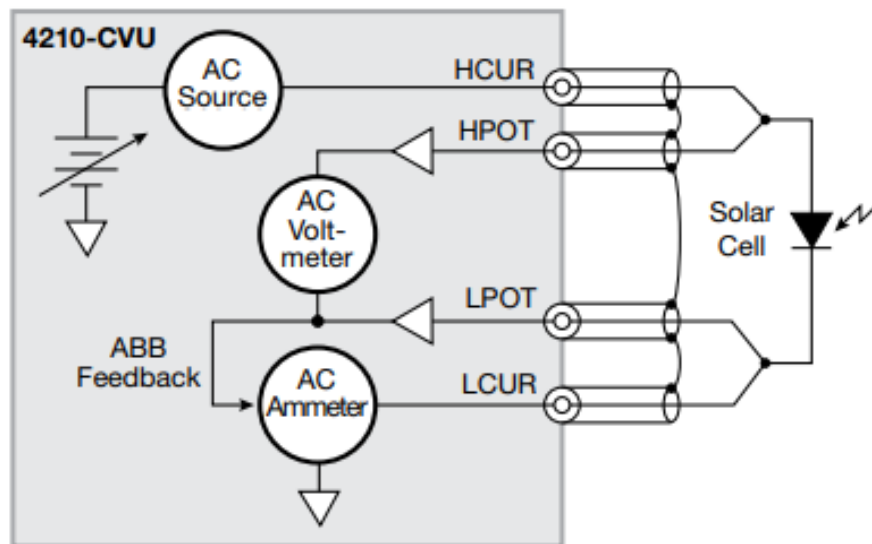 4210-CVU
AC
Source
HCUR
HPOT
AC
Volt-
meter
Solar
Cell
LPOT
ABB
Feedback
AC
Ammeter
LCUR